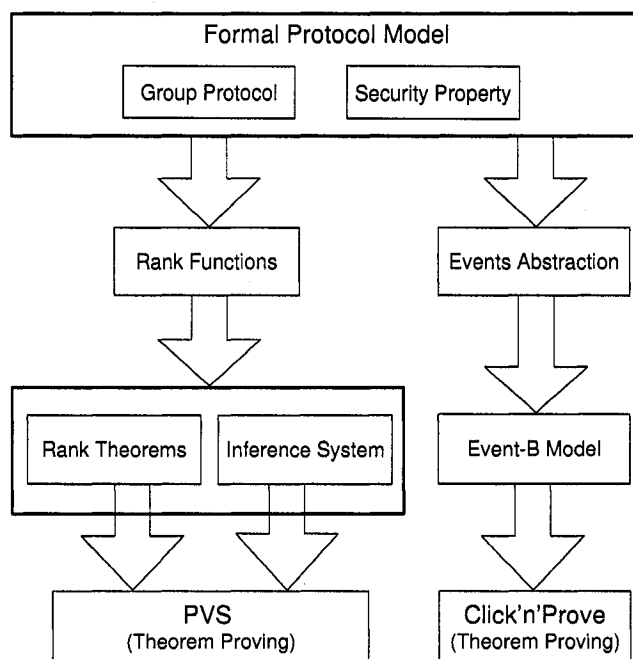 Formal Protocol Model
Group Protocol
Security Property
Rank Functions
Events Abstraction
Rank Theorems
Inference System
Event-B Model
PVS
(Theorem Proving)
Click'n'Prove
(Theorem Proving)